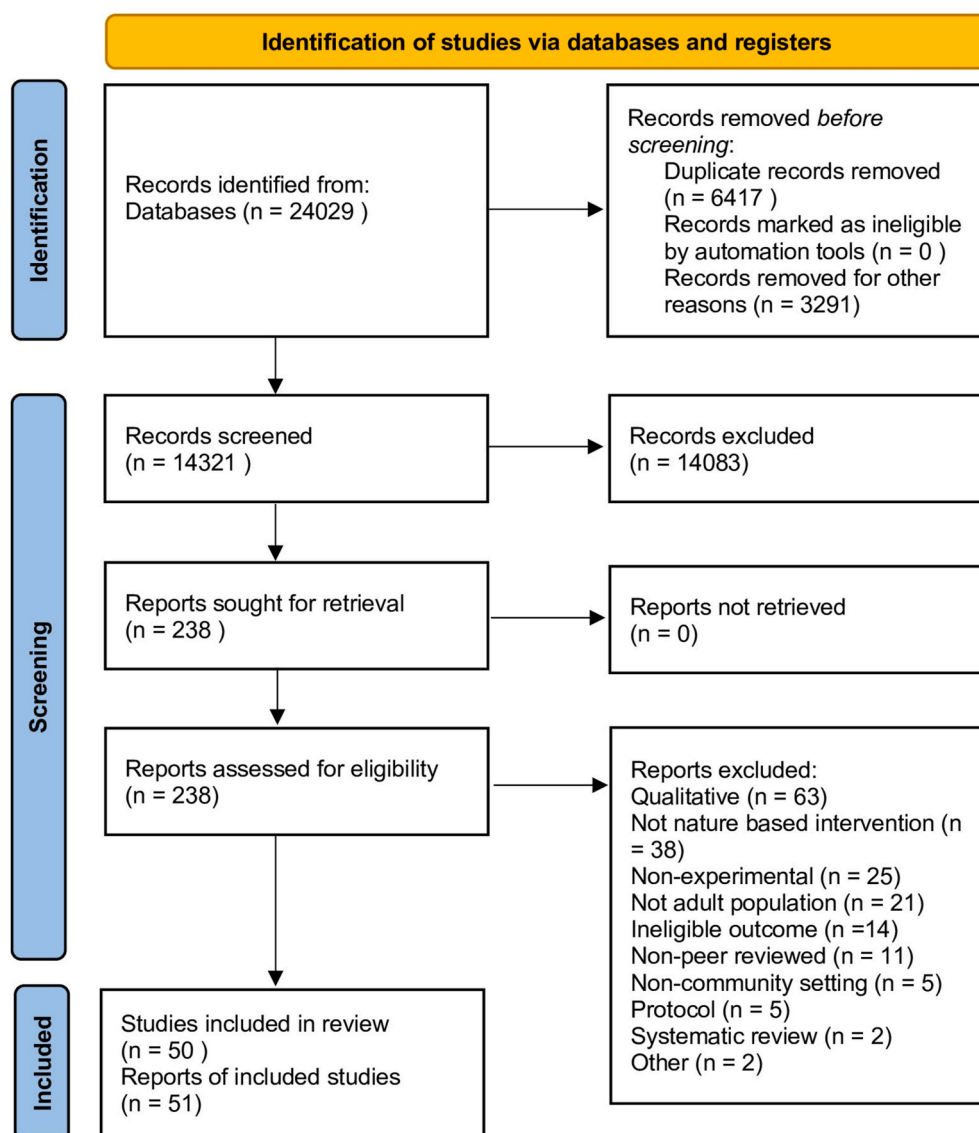 Identification of studies via databases and registers
Identification
Records identified from:
Databases (n = 24029 )
Records removed before
screening:
Duplicate records removed
(n = 6417 )
Records marked as ineligible
by automation tools (n = 0 )
Records removed for other
reasons (n = 3291)
Screening
Records screened
(n = 14321 )
Records excluded
(n = 14083)
Reports sought for retrieval
(n = 238 )
Reports not retrieved
(n = 0)
Reports assessed for eligibility
(n = 238)
Reports excluded:
Qualitative (n = 63)
Not nature based intervention (n
= 38)
Non-experimental (n = 25)
Not adult population (n = 21)
Ineligible outcome (n =14)
Non-peer reviewed (n = 11)
Non-community setting (n = 5)
Protocol (n = 5)
Systematic review (n = 2)
Other (n = 2)
Included
Studies included in review
(n = 50 )
Reports of included studies
(n = 51)